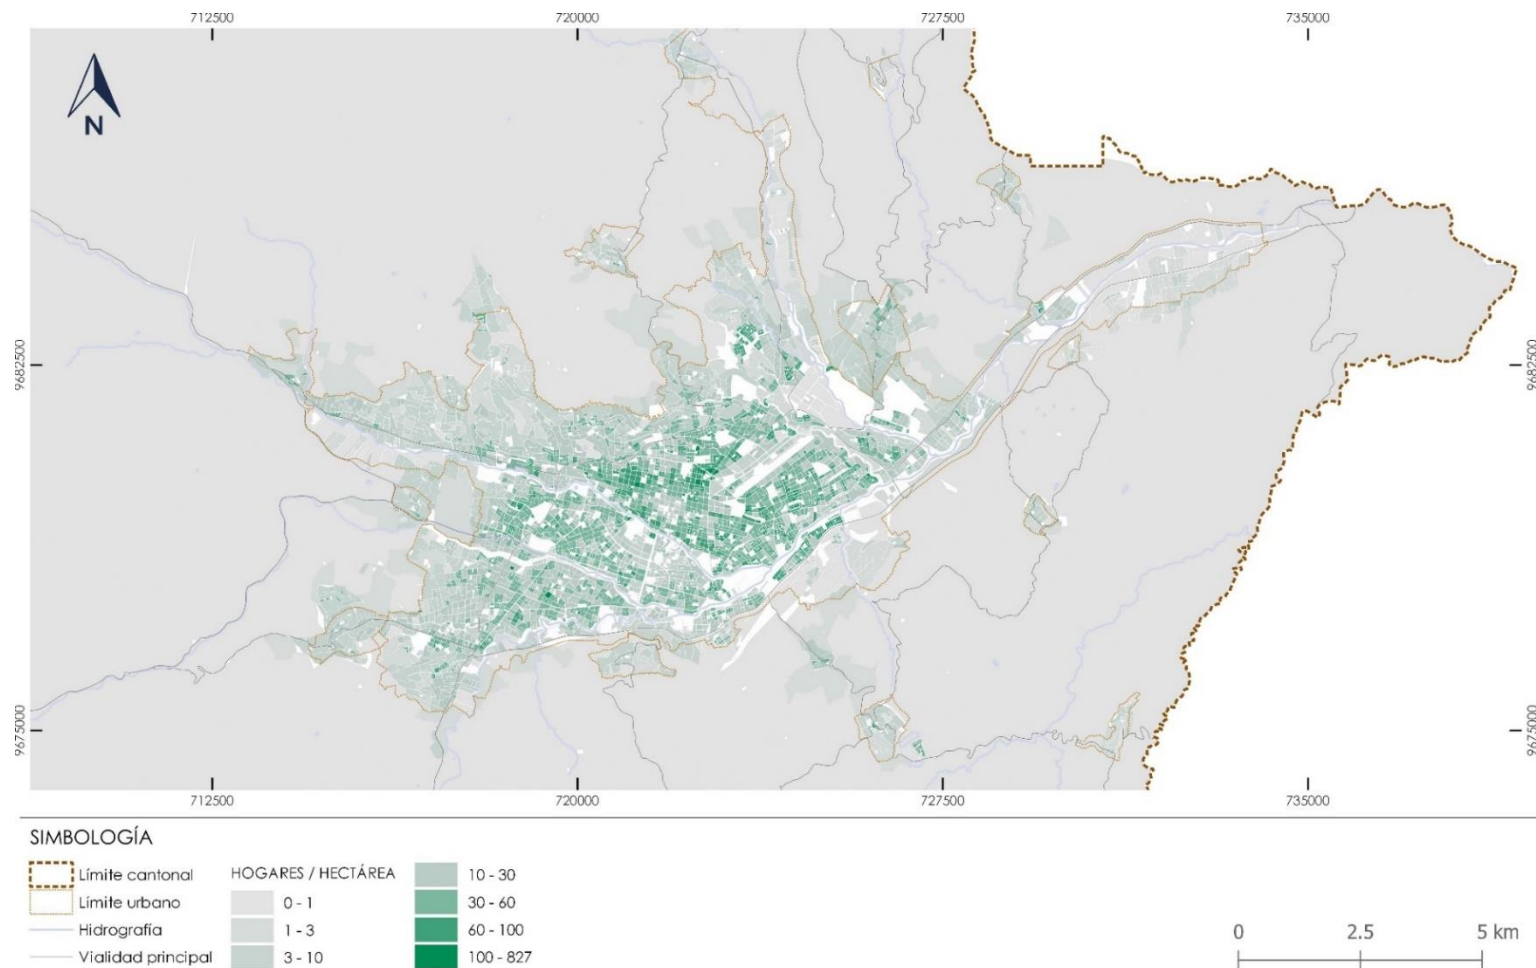 712500 720000 727500 735000
N
9682500 9682500
9675000 9675000
712500 720000 727500 735000
SIMBOLOGÍA
Límite cantonal
Límite urbano
Hidrografía
Vialidad principal
HOGARES / HECTÁREA
0 - 1
1 - 3
3 - 10
10 - 30
30 - 60
60 - 100
100 - 827
0 2.5 5 km